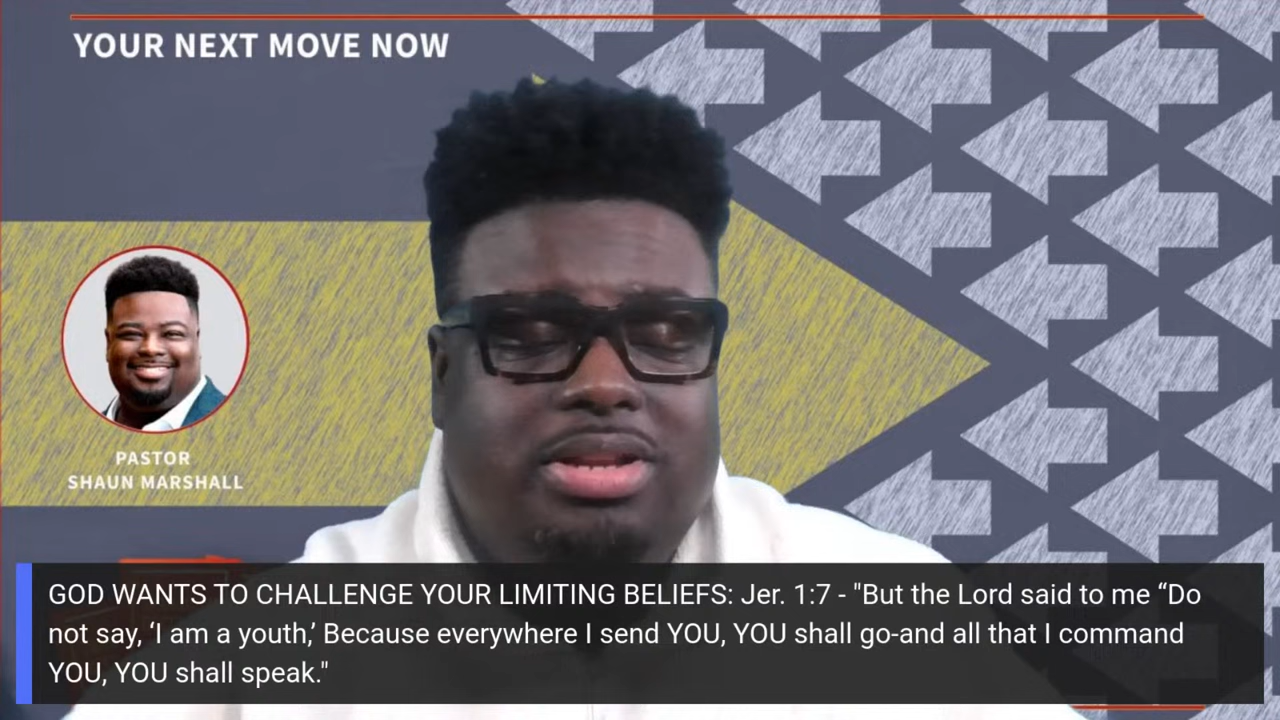 YOUR NEXT MOVE NOW
PASTOR
SHAUN MARSHALL
GOD WANTS TO CHALLENGE YOUR LIMITING BELIEFS: Jer. 1:7 - "But the Lord said to me “Do
not say, ‘I am a youth,’ Because everywhere I send YOU, YOU shall go-and all that I command
YOU, YOU shall speak."